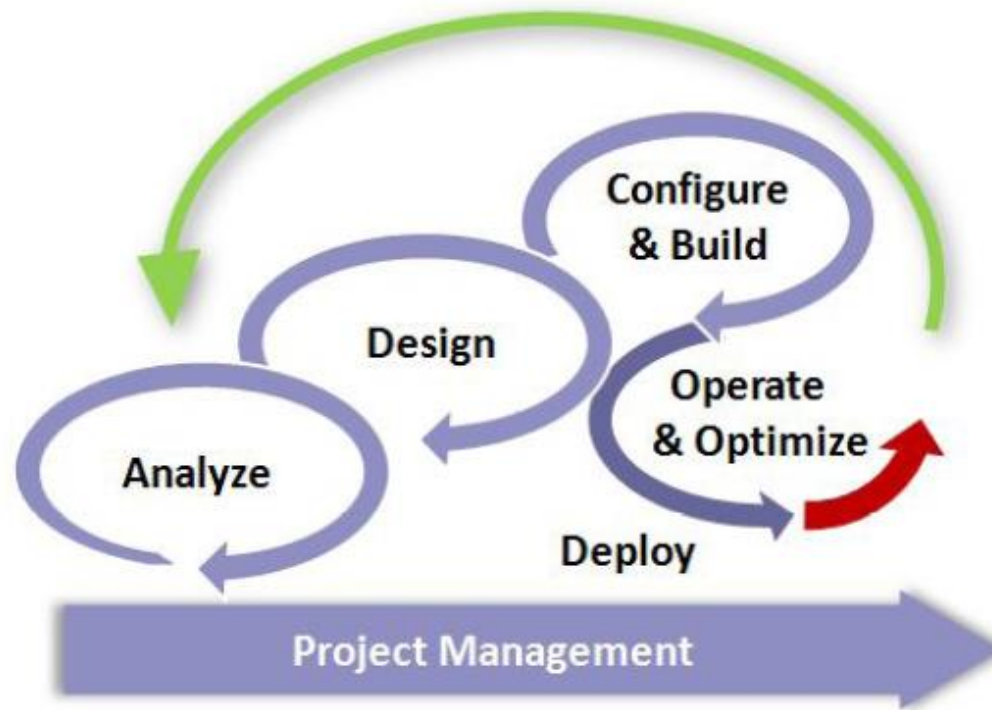 Configure
& Build
Design
Operate
& Optimize
Analyze
Deploy
Project Management